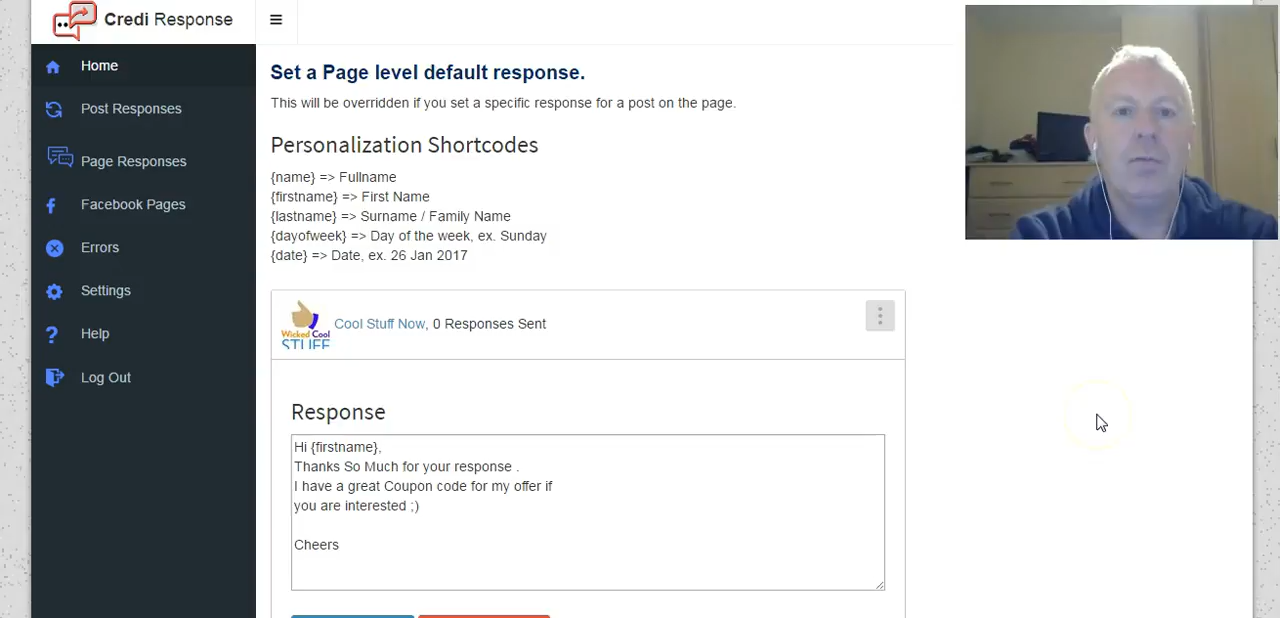 Credi Response
Home
Post Responses
Page Responses
Facebook Pages
Errors
Settings
Help
Log Out
Set a Page level default response.
This will be overridden if you set a specific response for a post on the page.
Personalization Shortcodes
{name} => Fullname
{firstname} => First Name
{lastname} => Surname / Family Name
{dayofweek} => Day of the week, ex. Sunday
{date} => Date, ex. 26 Jan 2017
Wicked Cool
STUFF
Cool Stuff Now, 0 Responses Sent
Response
Hi {firstname},
Thanks So Much for your response .
I have a great Coupon code for my offer if
you are interested ;)
Cheers